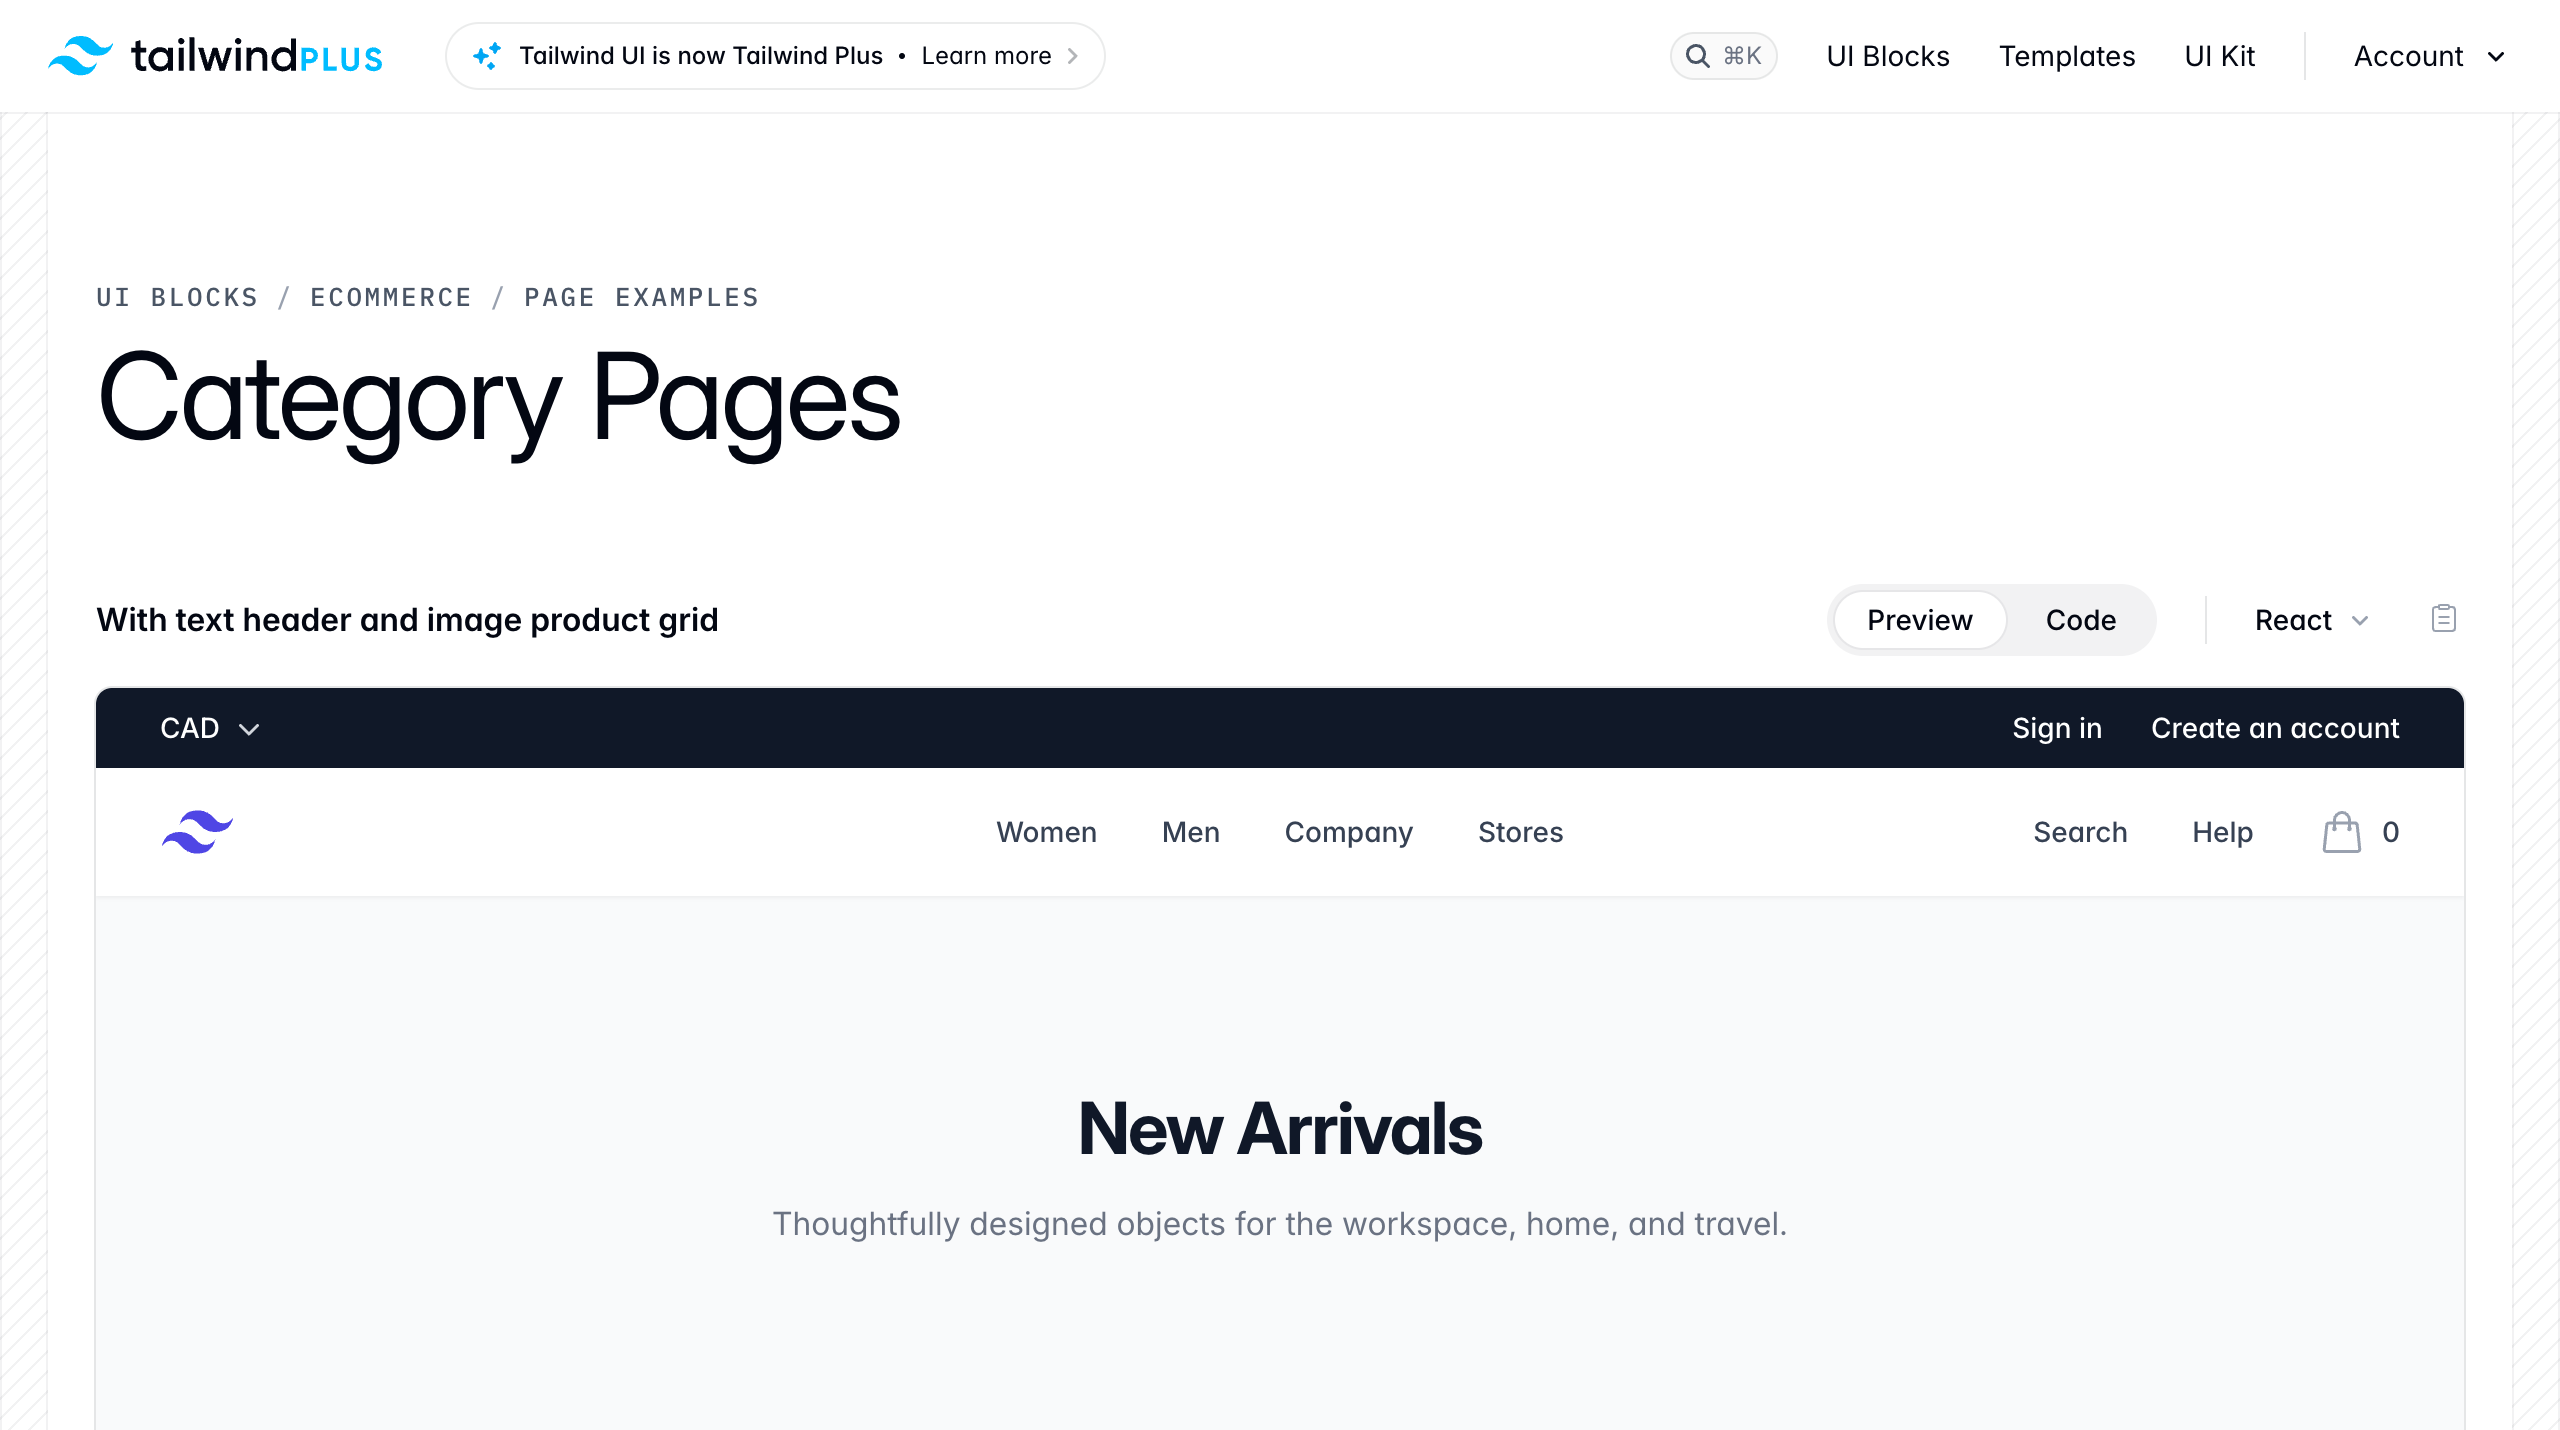 tailwindPLUS
Tailwind UI is now Tailwind Plus • Learn more
⌘K
UI Blocks
Templates
UI Kit
Account
UI BLOCKS / ECOMMERCE / PAGE EXAMPLES
Category Pages
With text header and image product grid
Preview
Code
React
CAD
Sign in
Create an account
Women
Men
Company
Stores
Search
Help
0
New Arrivals
Thoughtfully designed objects for the workspace, home, and travel.